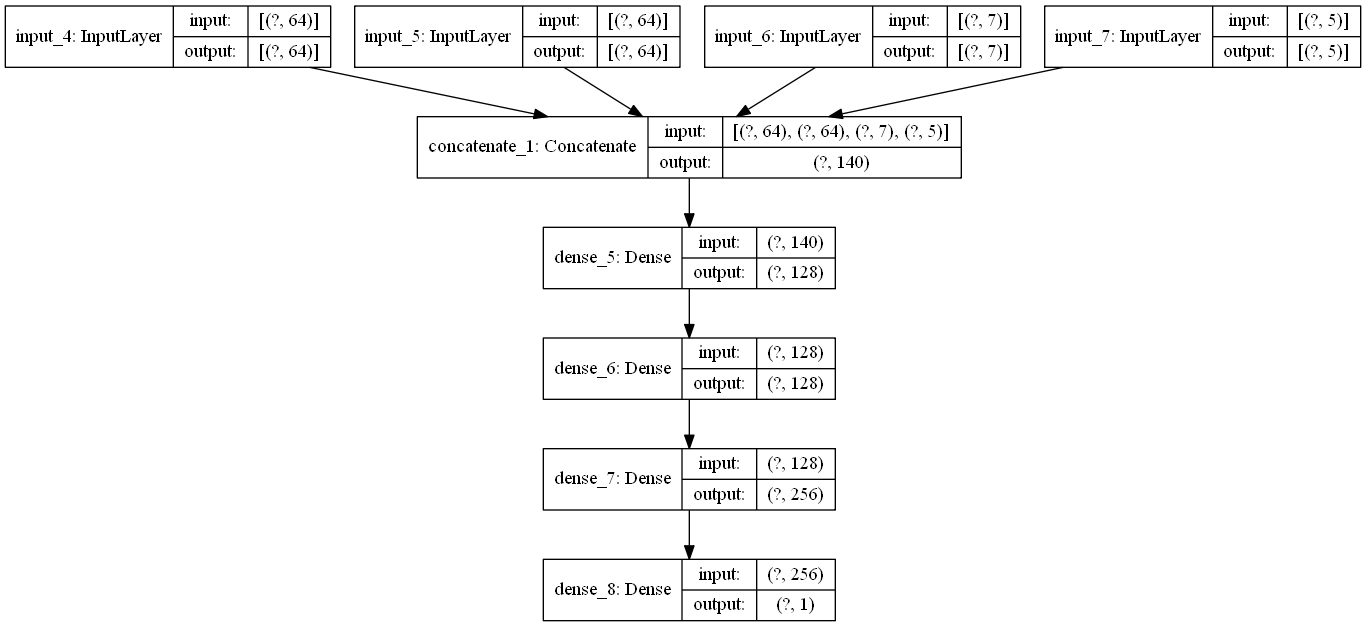 input_4: InputLayer
input: [(?, 64)]
output: [(?, 64)]
input_5: InputLayer
input: [(?, 64)]
output: [(?, 64)]
input_6: InputLayer
input: [(?, 7)]
output: [(?, 7)]
input_7: InputLayer
input: [(?, 5)]
output: [(?, 5)]
concatenate_1: Concatenate
input: [(?, 64), (?, 64), (?, 7), (?, 5)]
output: (?, 140)
dense_5: Dense
input: (?, 140)
output: (?, 128)
dense_6: Dense
input: (?, 128)
output: (?, 128)
dense_7: Dense
input: (?, 128)
output: (?, 256)
dense_8: Dense
input: (?, 256)
output: (?, 1)